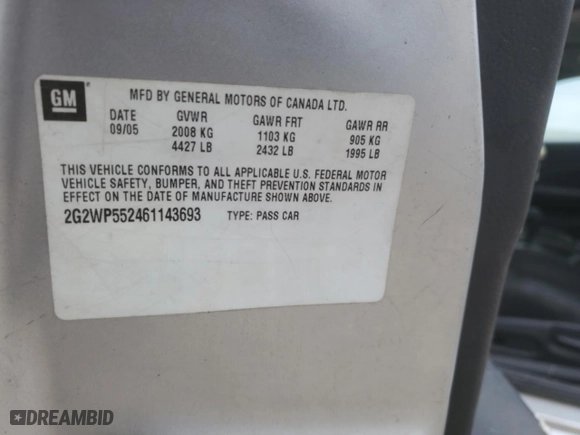 GM
MFD BY GENERAL MOTORS OF CANADA LTD.
DATE GVWR GAWR FRT GAWR RR
09/05 2008 KG 1103 KG 905 KG
4427 LB 2432 LB 1995 LB
THIS VEHICLE CONFORMS TO ALL APPLICABLE U.S. FEDERAL MOTOR
VEHICLE SAFETY, BUMPER, AND THEFT PREVENTION STANDARDS IN
EFFECT ON THE DATE OF MANUFACTURE SHOWN ABOVE.
2G2WP552461143693 TYPE: PASS CAR
DREAMBID